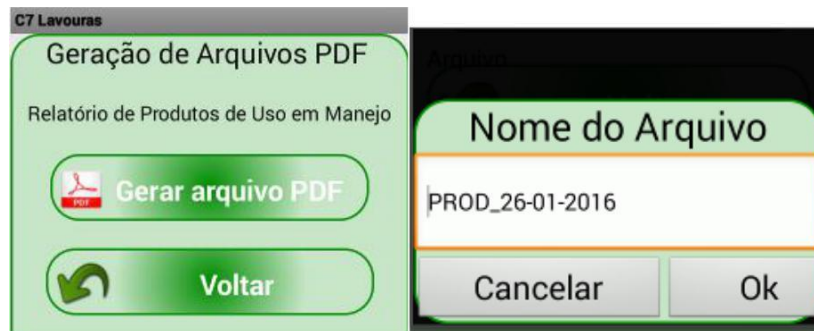 C7 Lavouras
Geração de Arquivos PDF
Relatório de Produtos de Uso em Manejo
PDF
Gerar arquivo PDF
Voltar
Arquivo
Nome do Arquivo
PROD_26-01-2016
Cancelar
Ok